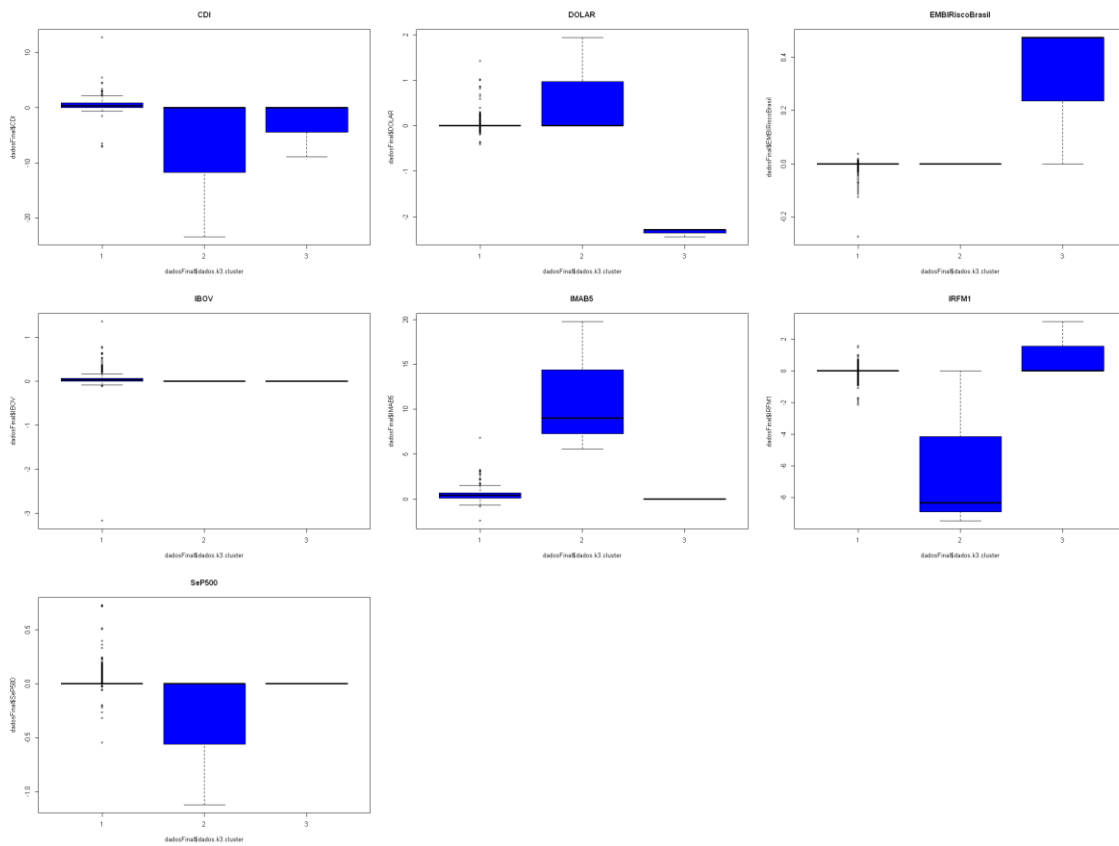 CDI
dadosFinal$CDI
10
0
-10
-20
1 2 3
dadosFinal$dados.k3.cluster
DOLAR
dadosFinal$DOLAR
2
1
0
-1
-2
1 2 3
dadosFinal$dados.k3.cluster
EMBIRiscoBrasil
dadosFinal$EMBIRiscoBrasil
0.4
0.2
0.0
-0.2
1 2 3
dadosFinal$dados.k3.cluster
IBOV
dadosFinal$IBOV
1
0
-1
-2
-3
1 2 3
dadosFinal$dados.k3.cluster
IMAB5
dadosFinal$IMAB5
20
15
10
5
0
1 2 3
dadosFinal$dados.k3.cluster
IRFM1
dadosFinal$IRFM1
2
0
-2
-4
-6
-8
1 2 3
dadosFinal$dados.k3.cluster
SeP500
dadosFinal$SeP500
0.5
0.0
-0.5
-1.0
1 2 3
dadosFinal$dados.k3.cluster